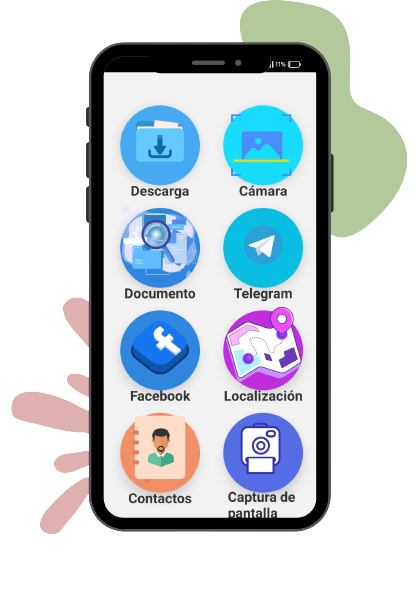 11%
Descarga
Cámara
Documento
Telegram
Facebook
Localización
Contactos
Captura de
pantalla